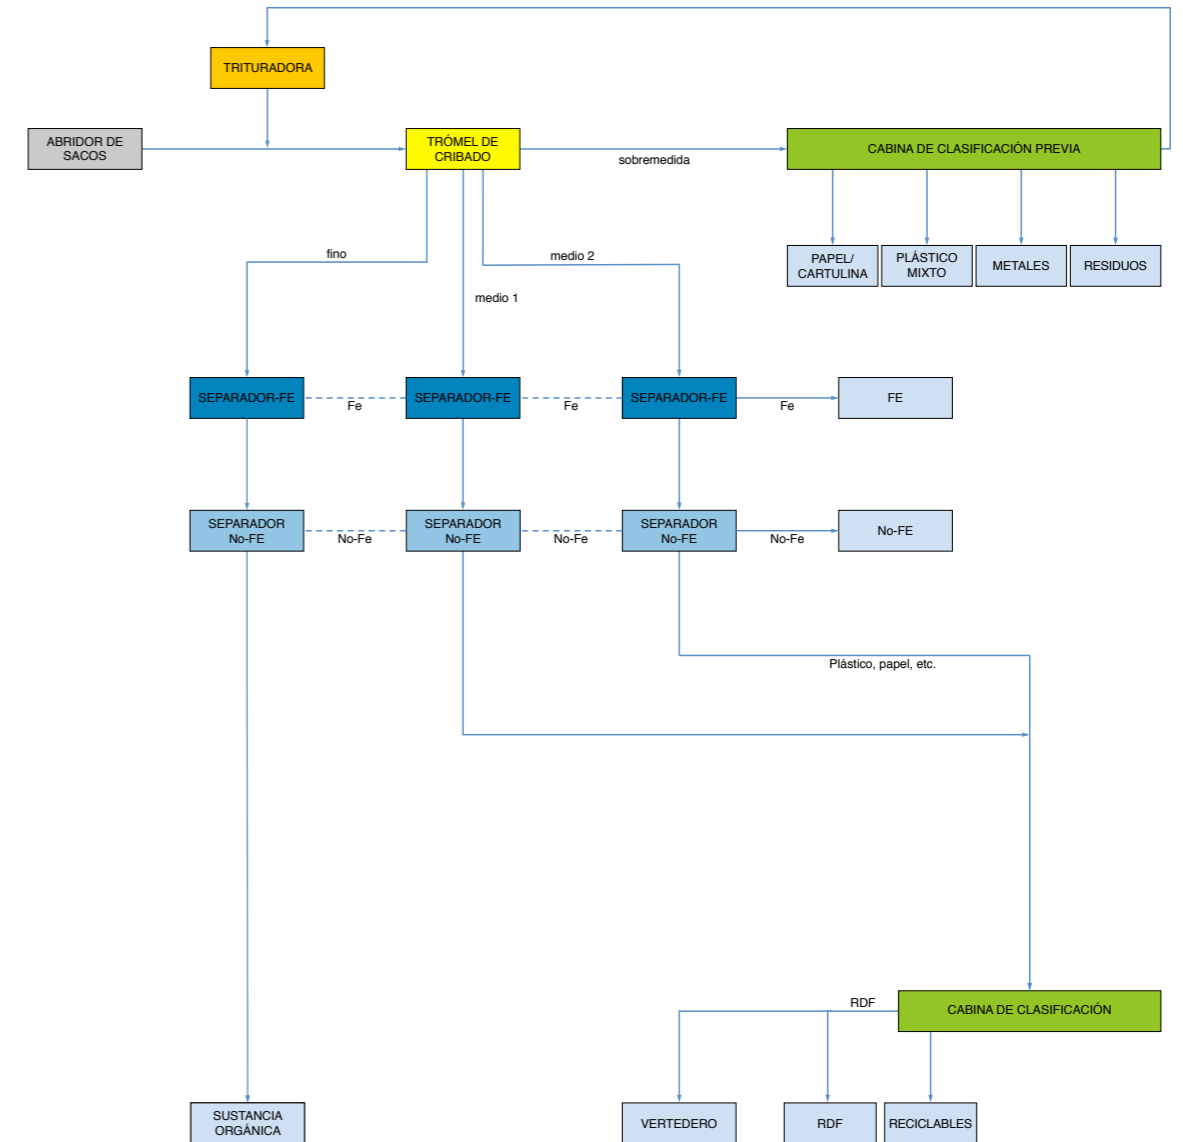 TRITURADORA
ABRIDOR DE
SACOS
TRÓMEL DE
CRIBADO
sobremedida
CABINA DE CLASIFICACIÓN PREVIA
fino
medio 2
medio 1
PAPEL/
CARTULINA
PLÁSTICO
MIXTO
METALES
RESIDUOS
SEPARADOR-FE
Fe
SEPARADOR-FE
Fe
SEPARADOR-FE
Fe
FE
SEPARADOR
No-FE
No-Fe
SEPARADOR
No-FE
No-Fe
SEPARADOR
No-FE
No-Fe
No-FE
Plástico, papel, etc.
RDF
CABINA DE CLASIFICACIÓN
SUSTANCIA
ORGÁNICA
VERTEDERO
RDF
RECICLABLES